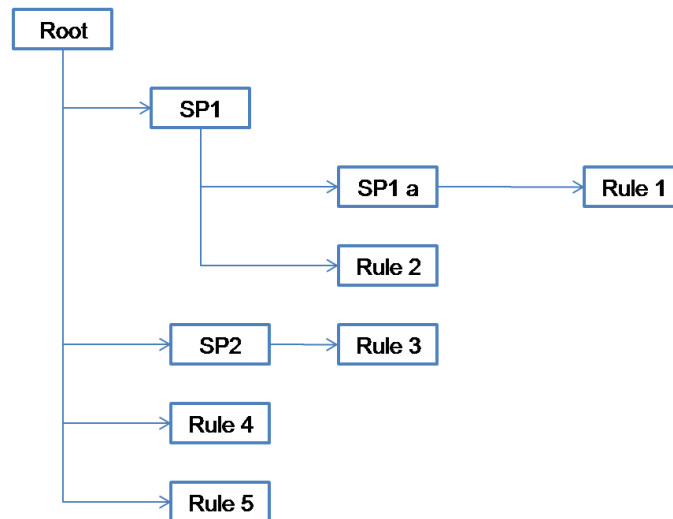 Root
SP1
SP1 a
Rule 1
Rule 2
SP2
Rule 3
Rule 4
Rule 5